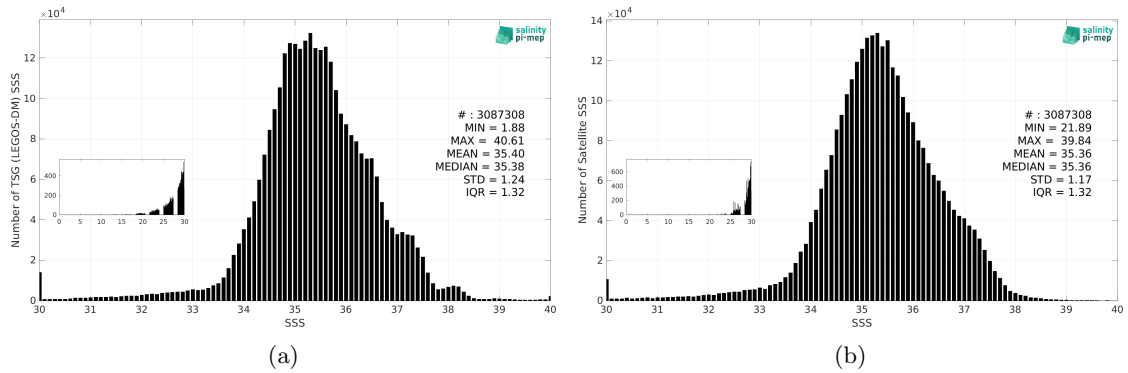 ×10⁴
salinity
pi-mep
Number of TSG (LEGOS-DM) SSS
12
10
8
6
4
2
0
# : 3087308
MIN = 1.88
MAX = 40.61
MEAN = 35.40
MEDIAN = 35.38
STD = 1.24
IQR = 1.32
400
200
0
0 5 10 15 20 25 30
30 31 32 33 34 35 36 37 38 39 40
SSS
(a)
×10⁴
salinity
pi-mep
Number of Satellite SSS
14
12
10
8
6
4
2
0
# : 3087308
MIN = 21.89
MAX = 39.84
MEAN = 35.36
MEDIAN = 35.36
STD = 1.17
IQR = 1.32
600
400
200
0
0 5 10 15 20 25 30
30 31 32 33 34 35 36 37 38 39 40
SSS
(b)